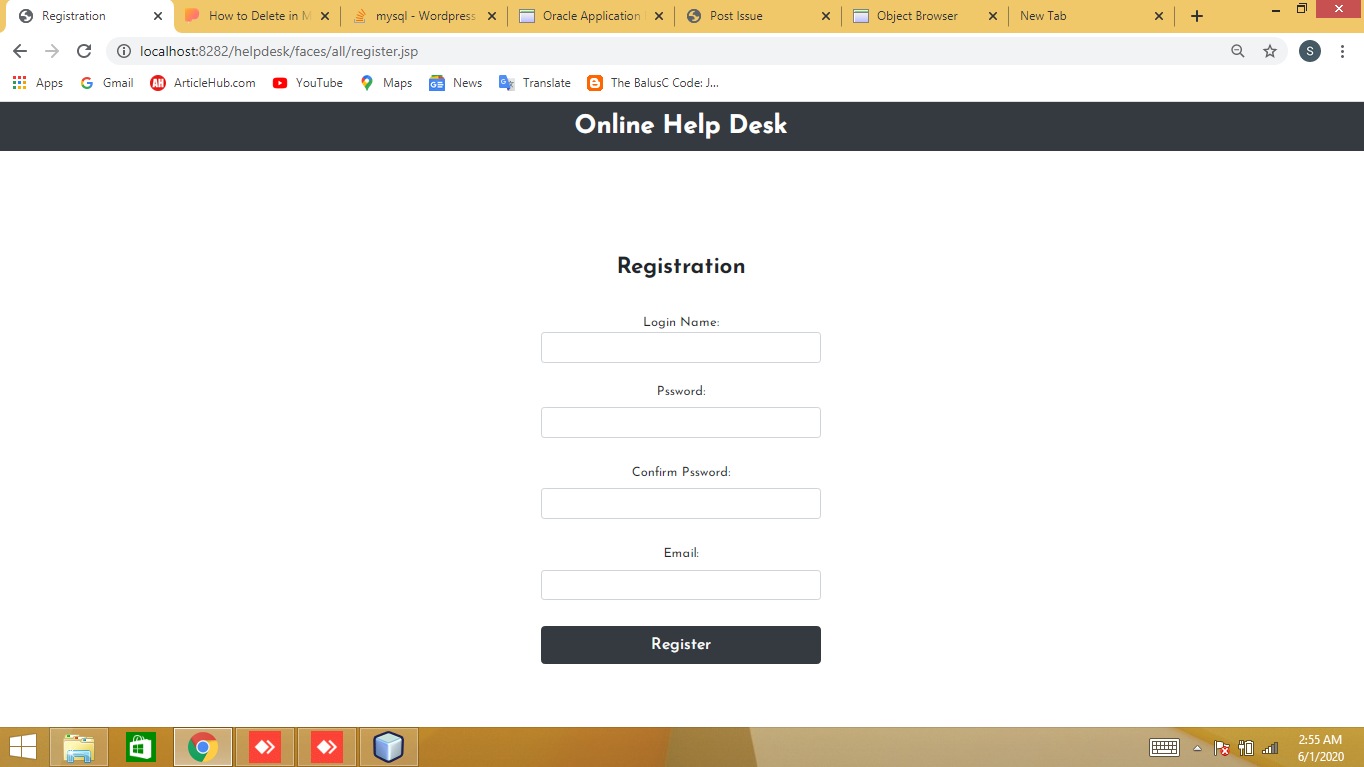 Registration
How to Delete in M
mysql - Wordpress
Oracle Application
Post Issue
Object Browser
New Tab
localhost:8282/helpdesk/faces/all/register.jsp
S
Apps
Gmail
AH ArticleHub.com
YouTube
Maps
News
Translate
The BalusC Code: J...
Online Help Desk
Registration
Login Name:
Pssword:
Confirm Pssword:
Email:
Register
2:55 AM
6/1/2020